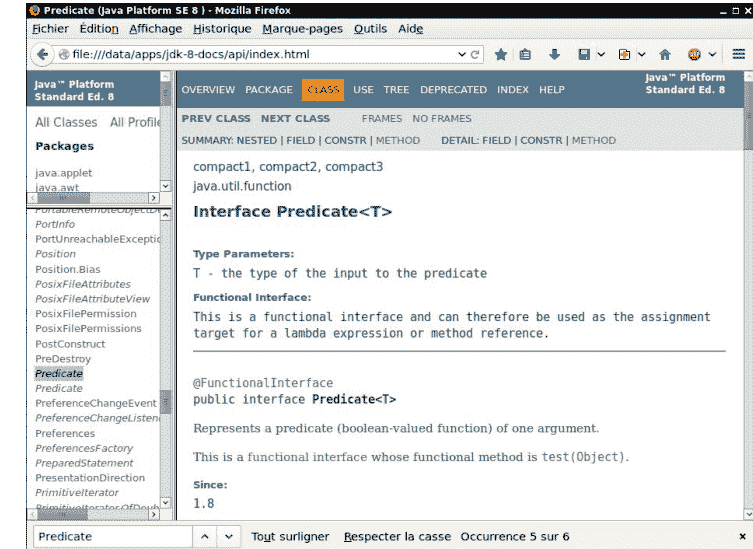 Predicate (Java Platform SE 8 ) - Mozilla Firefox
Fichier Édition Affichage Historique Marque-pages Outils Aide
file:///data/apps/jdk-8-docs/api/index.html
Java™ Platform
Standard Ed. 8
All Classes All Profile
Packages
java.applet
java.awt
PortableRemoteObjectD
PortInfo
PortUnreachableExceptic
Position
Position.Bias
PosixFileAttributes
PosixFileAttributeView
PosixFilePermission
PosixFilePermissions
PostConstruct
PreDestroy
Predicate
Predicate
PreferenceChangeEvent
PreferenceChangeListen
Preferences
PreferencesFactory
PreparedStatement
PresentationDirection
PrimitiveIterator
PrimitiveIterator.OfDoub
OVERVIEW PACKAGE CLASS USE TREE DEPRECATED INDEX HELP
Java™ Platform
Standard Ed. 8
PREV CLASS NEXT CLASS FRAMES NO FRAMES
SUMMARY: NESTED | FIELD | CONSTR | METHOD DETAIL: FIELD | CONSTR | METHOD
compact1, compact2, compact3
java.util.function
Interface Predicate<T>
Type Parameters:
T - the type of the input to the predicate
Functional Interface:
This is a functional interface and can therefore be used as the assignment
target for a lambda expression or method reference.
@FunctionalInterface
public interface Predicate<T>
Represents a predicate (boolean-valued function) of one argument.
This is a functional interface whose functional method is test(Object).
Since:
1.8
Predicate Tout surligner Respecter la casse Occurrence 5 sur 6